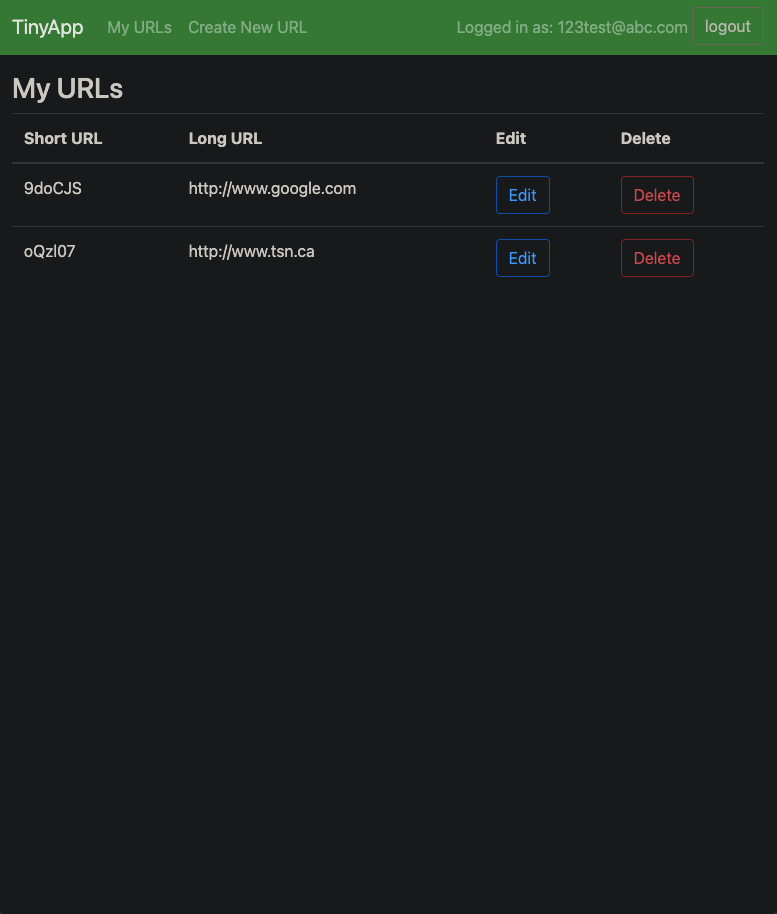 TinyApp My URLs Create New URL Logged in as: 123test@abc.com logout
My URLs
Short URL Long URL Edit Delete
9doCJS http://www.google.com Edit Delete
oQzl07 http://www.tsn.ca Edit Delete